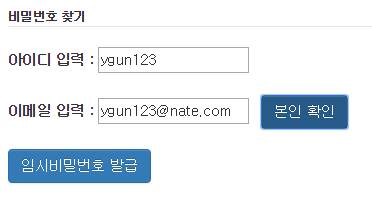 비밀번호 찾기
아이디 입력 : ygun123
이메일 입력 : ygun123@nate.com 본인 확인
임시비밀번호 발급